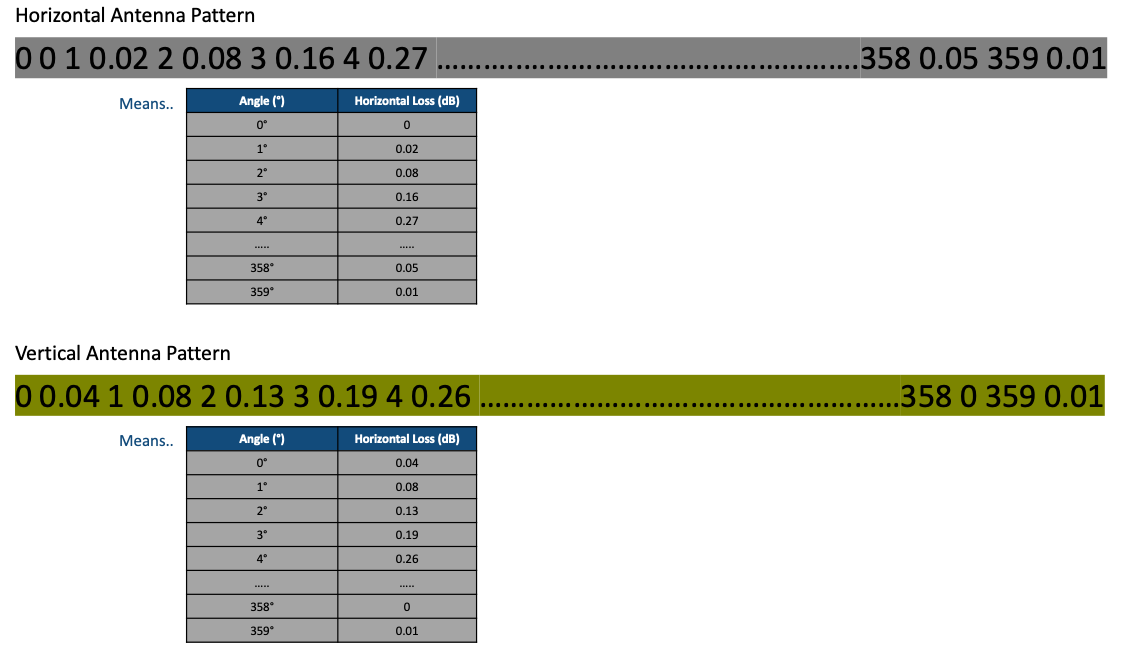 Horizontal Antenna Pattern
0 0 1 0.02 2 0.08 3 0.16 4 0.27 ................................................358 0.05 359 0.01
Means..
Angle (°) Horizontal Loss (dB)
0° 0
1° 0.02
2° 0.08
3° 0.16
4° 0.27
..... .....
358° 0.05
359° 0.01
Vertical Antenna Pattern
0 0.04 1 0.08 2 0.13 3 0.19 4 0.26 ................................................358 0 359 0.01
Means..
Angle (°) Horizontal Loss (dB)
0° 0.04
1° 0.08
2° 0.13
3° 0.19
4° 0.26
..... .....
358° 0
359° 0.01